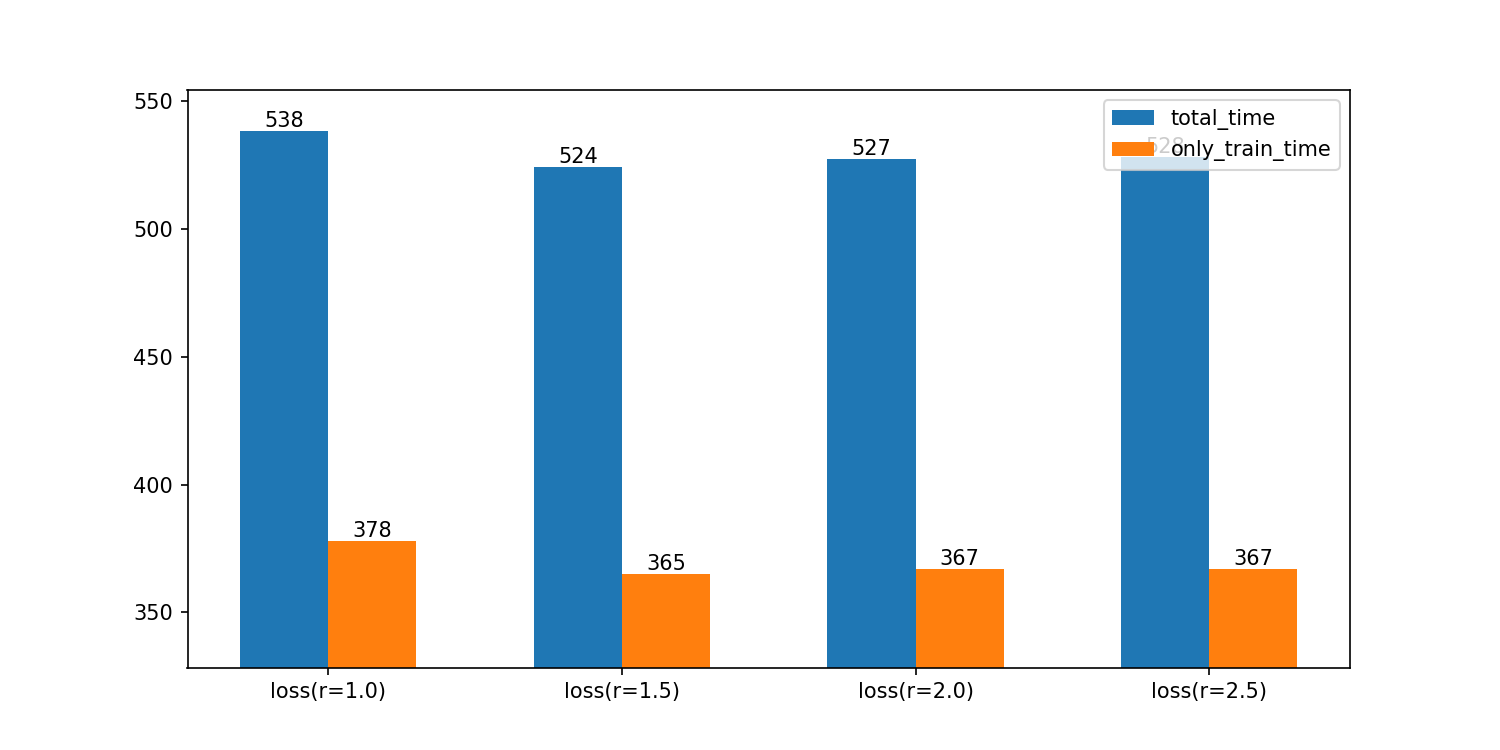 550
500
450
400
350
538
378
524
365
527
367
528
367
total_time
only_train_time
loss(r=1.0)
loss(r=1.5)
loss(r=2.0)
loss(r=2.5)